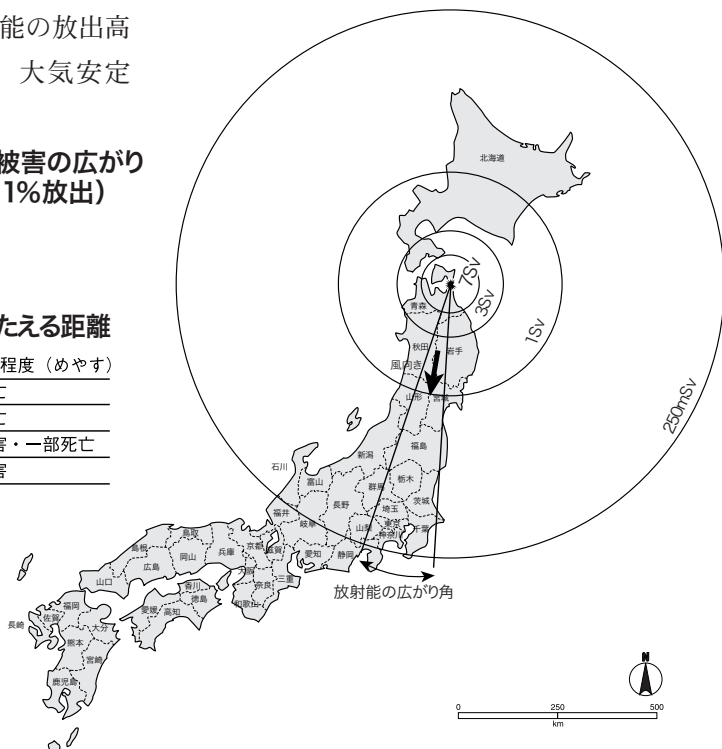 能の放出高
大気安定
被害の広がり
1%放出)
たえる距離
程度(めやす)
亡
亡
害・一部死亡
害
北海道
7Sv
3Sv
1Sv
250mSv
青森
秋田
岩手
風向き
山形
宮城
福島
新潟
石川
富山
群馬
栃木
茨城
長野
埼玉
福井
岐阜
山梨
東京
神奈川
千葉
愛知
静岡
鳥取
島根
岡山
兵庫
京都
滋賀
広島
大阪
奈良
三重
和歌山
山口
香川
徳島
愛媛
高知
福岡
佐賀
長崎
大分
熊本
宮崎
鹿児島
放射能の広がり角
N
0 250 500
km